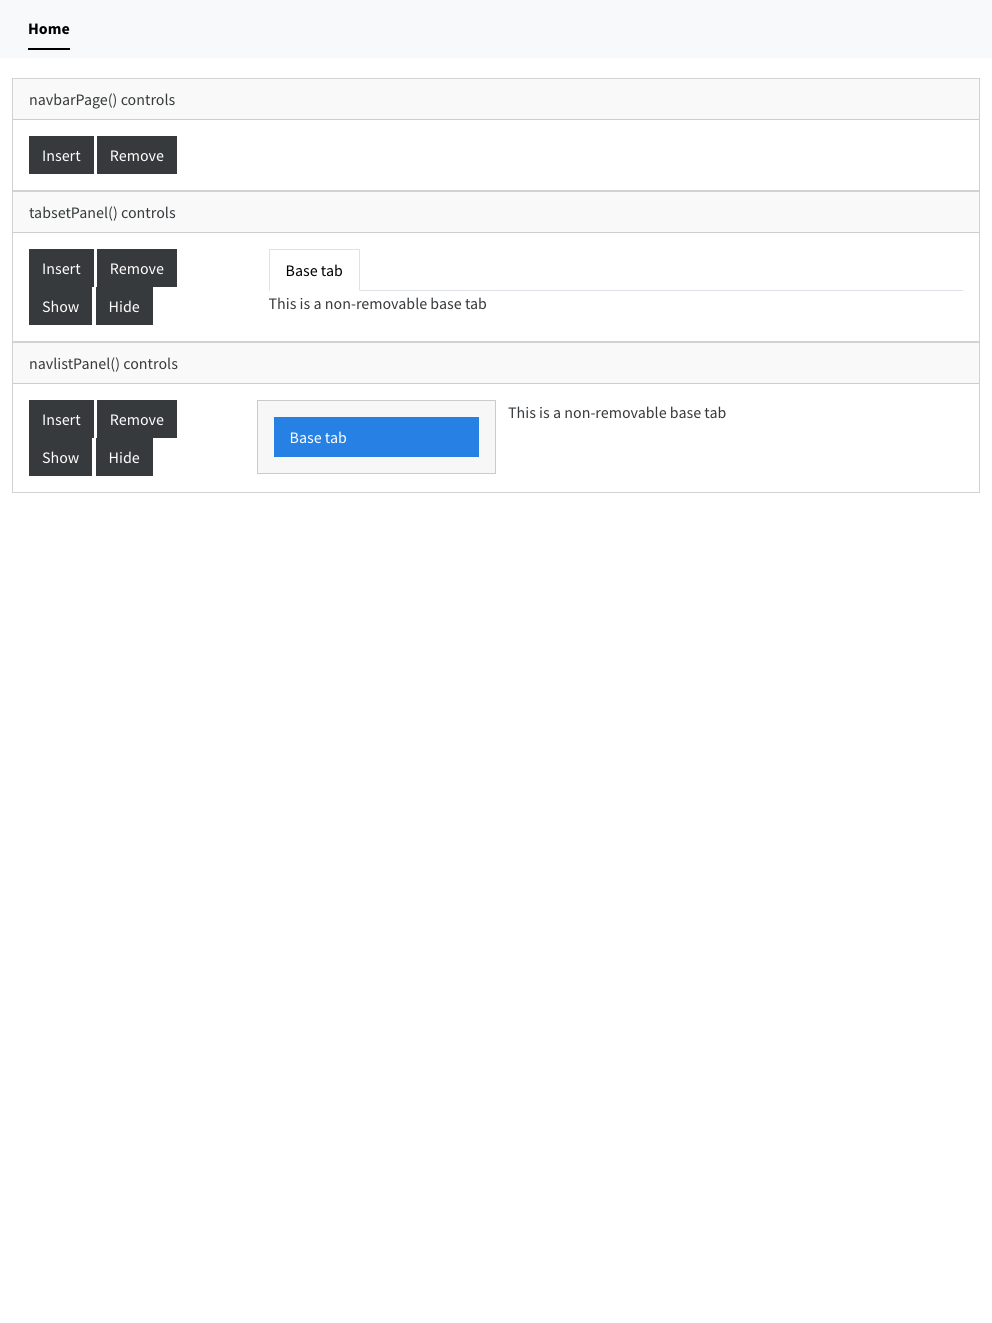 Home
navbarPage() controls
Insert Remove
tabsetPanel() controls
Insert Remove
Show Hide
Base tab
This is a non-removable base tab
navlistPanel() controls
Insert Remove
Show Hide
Base tab
This is a non-removable base tab